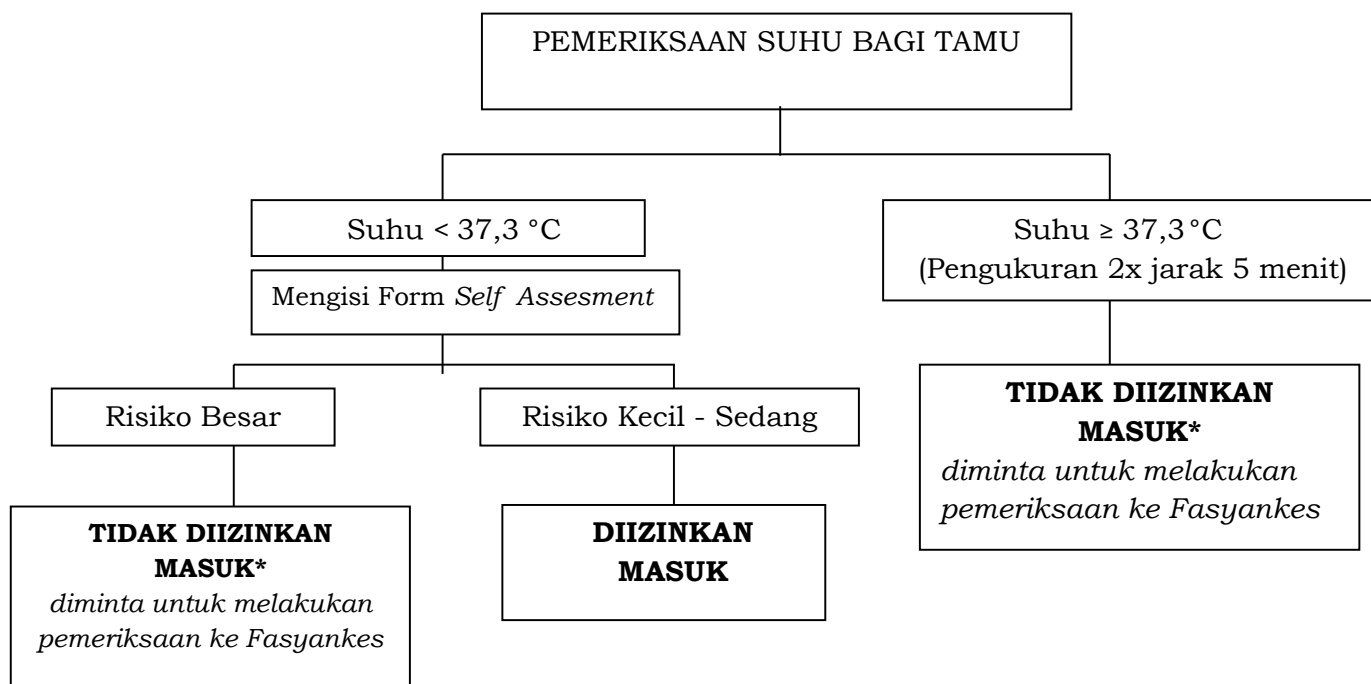 PEMERIKSAAN SUHU BAGI TAMU
Suhu < 37,3 °C
Mengisi Form Self Assesment
Risiko Besar
TIDAK DIIZINKAN
MASUK*
diminta untuk melakukan
pemeriksaan ke Fasyankes
Risiko Kecil - Sedang
DIIZINKAN
MASUK
Suhu ≥ 37,3 °C
(Pengukuran 2x jarak 5 menit)
TIDAK DIIZINKAN
MASUK*
diminta untuk melakukan
pemeriksaan ke Fasyankes